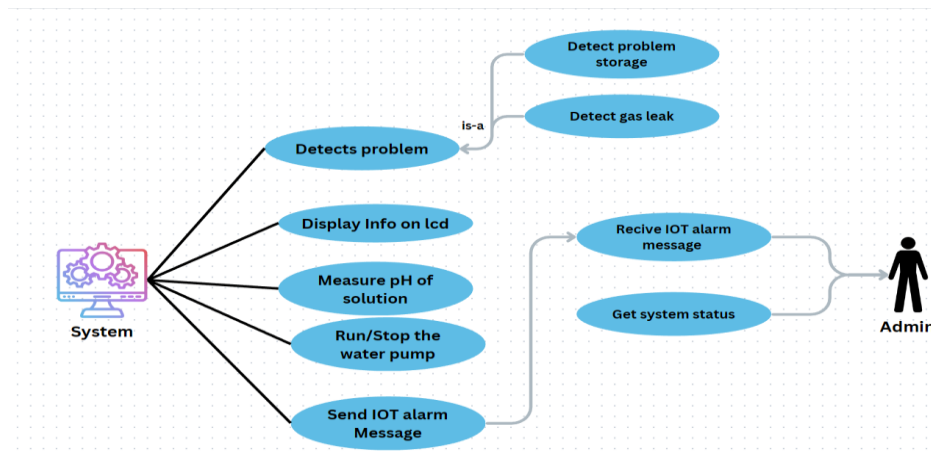 Detect problem
storage
Detect gas leak
is-a
Detects problem
Display Info on lcd
Recive IOT alarm
message
Measure pH of
solution
System
Get system status
Admin
Run/Stop the
water pump
Send IOT alarm
Message